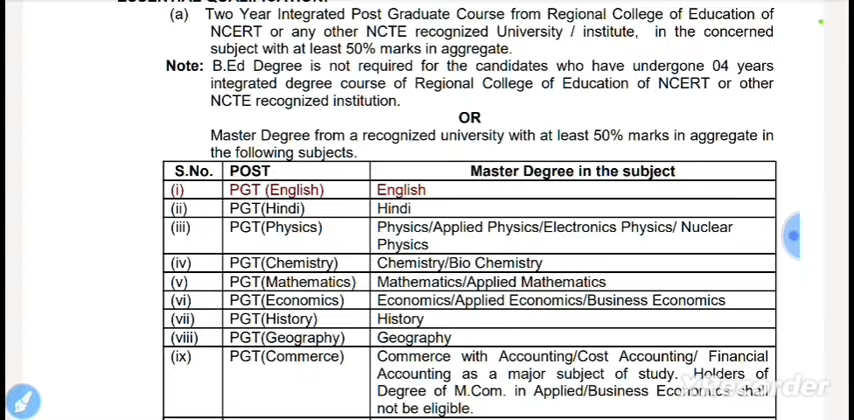 (a) Two Year Integrated Post Graduate Course from Regional College of Education of
NCERT or any other NCTE recognized University / institute, in the concerned
subject with at least 50% marks in aggregate.
Note: B.Ed Degree is not required for the candidates who have undergone 04 years
integrated degree course of Regional College of Education of NCERT or other
NCTE recognized institution.
OR
Master Degree from a recognized university with at least 50% marks in aggregate in
the following subjects.
S.No. POST Master Degree in the subject
(i) PGT (English) English
(ii) PGT(Hindi) Hindi
(iii) PGT(Physics) Physics/Applied Physics/Electronics Physics/ Nuclear
Physics
(iv) PGT(Chemistry) Chemistry/Bio Chemistry
(v) PGT(Mathematics) Mathematics/Applied Mathematics
(vi) PGT(Economics) Economics/Applied Economics/Business Economics
(vii) PGT(History) History
(viii) PGT(Geography) Geography
(ix) PGT(Commerce) Commerce with Accounting/Cost Accounting/ Financial
Accounting as a major subject of study. Holders of
Degree of M.Com. in Applied/Business Economics shall
not be eligible.
XRecorder